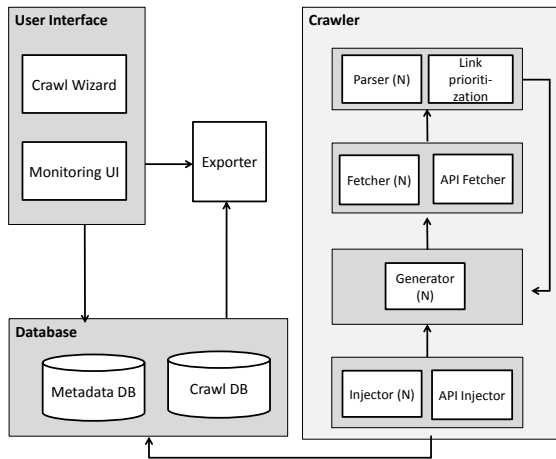 User Interface
Crawl Wizard
Monitoring UI
Exporter
Database
Metadata DB
Crawl DB
Crawler
Parser (N)
Link
prioriti-
zation
Fetcher (N)
API Fetcher
Generator
(N)
Injector (N)
API Injector